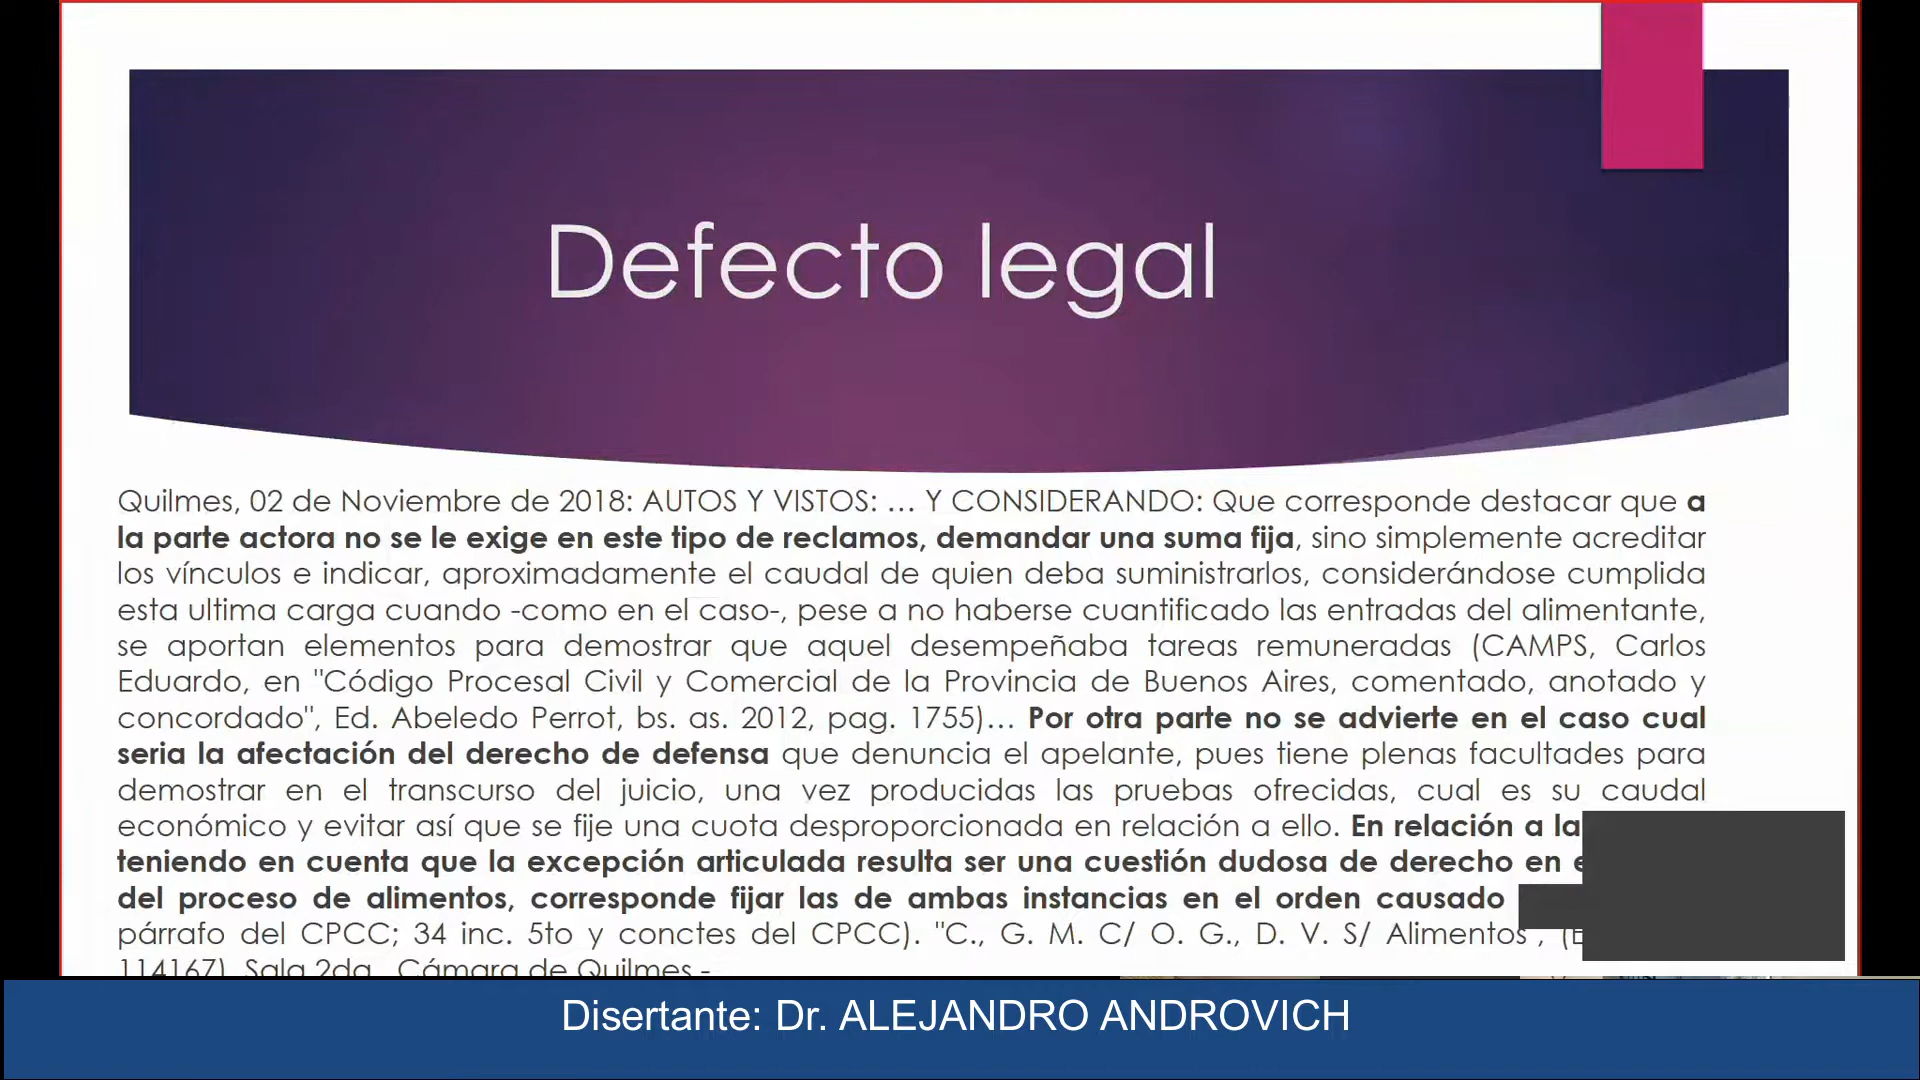 Defecto legal
Quilmes, 02 de Noviembre de 2018: AUTOS Y VISTOS: … Y CONSIDERANDO: Que corresponde destacar que a
la parte actora no se le exige en este tipo de reclamos, demandar una suma fija, sino simplemente acreditar
los vínculos e indicar, aproximadamente el caudal de quien deba suministrarlos, considerándose cumplida
esta ultima carga cuando -como en el caso-, pese a no haberse cuantificado las entradas del alimentante,
se aportan elementos para demostrar que aquel desempeñaba tareas remuneradas (CAMPS, Carlos
Eduardo, en "Código Procesal Civil y Comercial de la Provincia de Buenos Aires, comentado, anotado y
concordado", Ed. Abeledo Perrot, bs. as. 2012, pag. 1755)… Por otra parte no se advierte en el caso cual
seria la afectación del derecho de defensa que denuncia el apelante, pues tiene plenas facultades para
demostrar en el transcurso del juicio, una vez producidas las pruebas ofrecidas, cual es su caudal
económico y evitar así que se fije una cuota desproporcionada en relación a ello. En relación a la
teniendo en cuenta que la excepción articulada resulta ser una cuestión dudosa de derecho en
del proceso de alimentos, corresponde fijar las de ambas instancias en el orden causado
párrafo del CPCC; 34 inc. 5to y conctes del CPCC). "C., G. M. C/ O. G., D. V. S/ Alimentos",
114167). Sala 2da. Cámara de Quilmes.-
Disertante: Dr. ALEJANDRO ANDROVICH